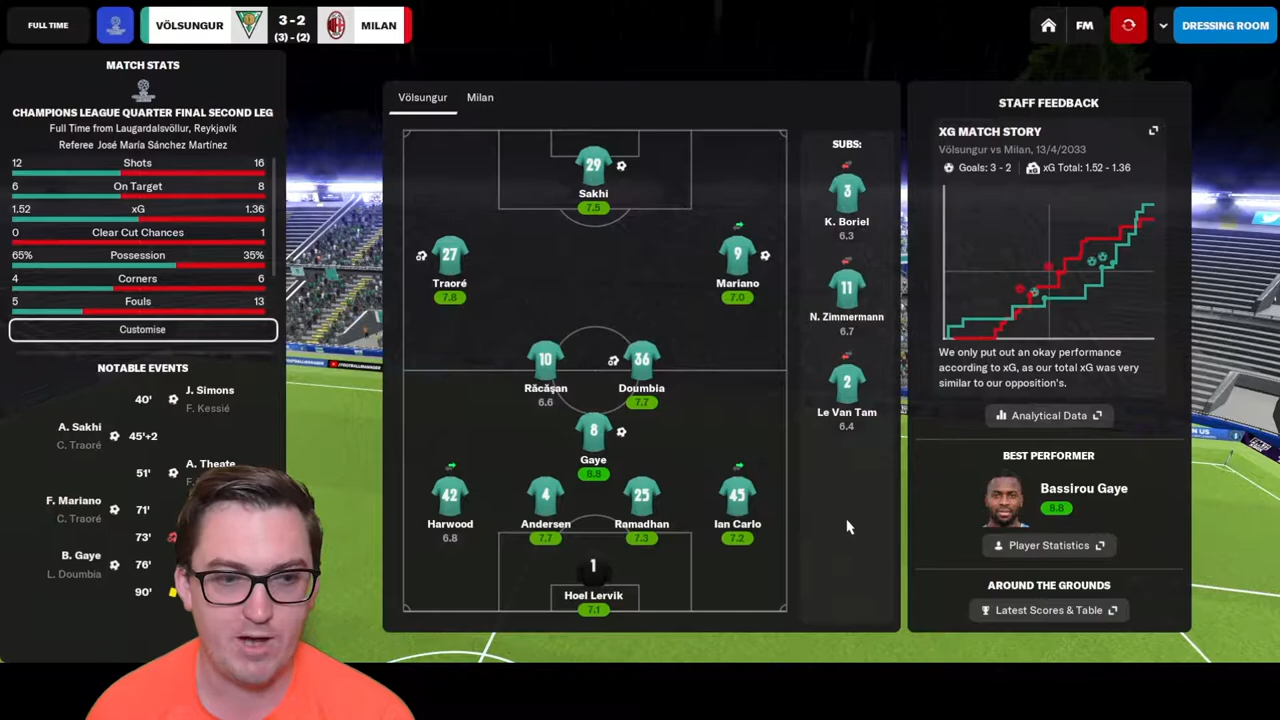 FULL TIME
VÖLSUNGUR
3 - 2
(3) - (2)
MILAN
FM
DRESSING ROOM
MATCH STATS
CHAMPIONS LEAGUE QUARTER FINAL SECOND LEG
Full Time from Laugardalsvöllur, Reykjavík
Referee José María Sánchez Martínez
12 Shots 16
6 On Target 8
1.52 xG 1.36
0 Clear Cut Chances 1
65% Possession 35%
4 Corners 6
5 Fouls 13
Customise
NOTABLE EVENTS
40' J. Simons
F. Kessié
A. Sakhi 45'+2
C. Traoré
51' A. Theate
F. Mariano 71'
C. Traoré
73'
B. Gaye 76'
L. Doumbia
90'
Völsungur Milan
29
Sakhi
7.5
27
Traoré
7.8
9
Mariano
7.0
10
Răcășan
6.6
36
Doumbia
7.7
8
Gaye
8.8
42
Harwood
6.8
4
Andersen
7.7
25
Ramadhan
7.3
45
Ian Carlo
7.2
1
Hoel Lervik
7.1
SUBS:
3
K. Boriel
6.3
11
N. Zimmermann
6.7
2
Le Van Tam
6.4
STAFF FEEDBACK
XG MATCH STORY
Völsungur vs Milan, 13/4/2033
Goals: 3 - 2 xG Total: 1.52 - 1.36
We only put out an okay performance
according to xG, as our total xG was very
similar to our opposition's.
Analytical Data
BEST PERFORMER
Bassirou Gaye
8.8
Player Statistics
AROUND THE GROUNDS
Latest Scores & Table